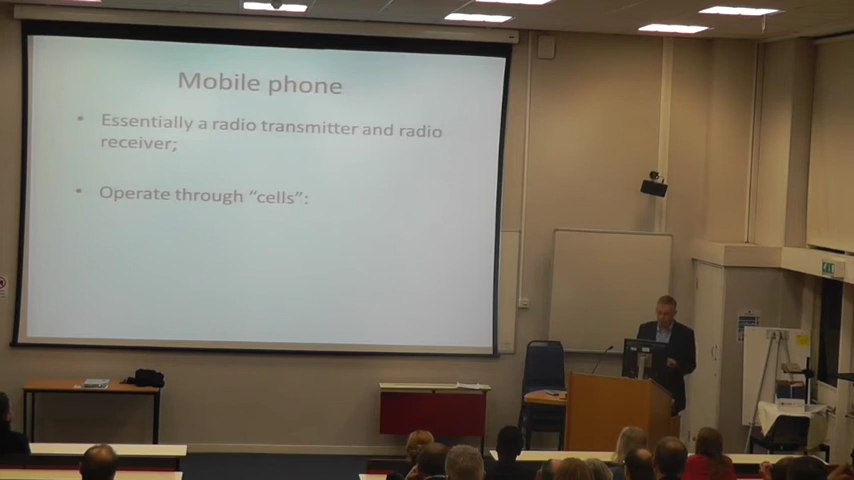 Mobile phone
• Essentially a radio transmitter and radio
receiver;
• Operate through “cells”: